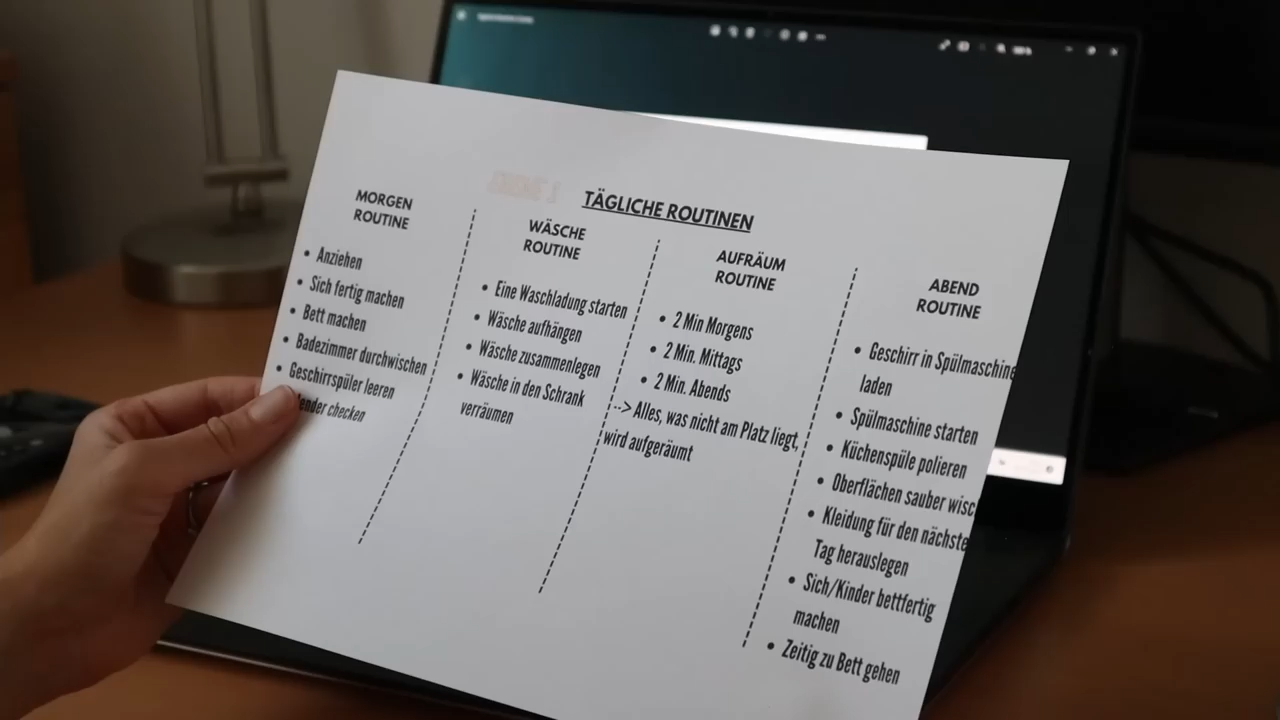 TÄGLICHE ROUTINEN
MORGEN
ROUTINE
• Anziehen
• Sich fertig machen
• Bett machen
• Badezimmer durchwischen
• Geschirrspüler leeren
checken
WÄSCHE
ROUTINE
• Eine Waschladung starten
• Wäsche aufhängen
• Wäsche zusammenlegen
• Wäsche in den Schrank
verräumen
AUFRÄUM
ROUTINE
• 2 Min Morgens
• 2 Min. Mittags
• 2 Min. Abends
--> Alles, was nicht am Platz liegt,
wird aufgeräumt
ABEND
ROUTINE
• Geschirr in Spülmaschine
laden
• Spülmaschine starten
• Küchenspüle polieren
• Oberflächen sauber
• Kleidung für den nächste
Tag herauslegen
• Sich/Kinder bettfertig
machen
• Zeitig zu Bett gehen